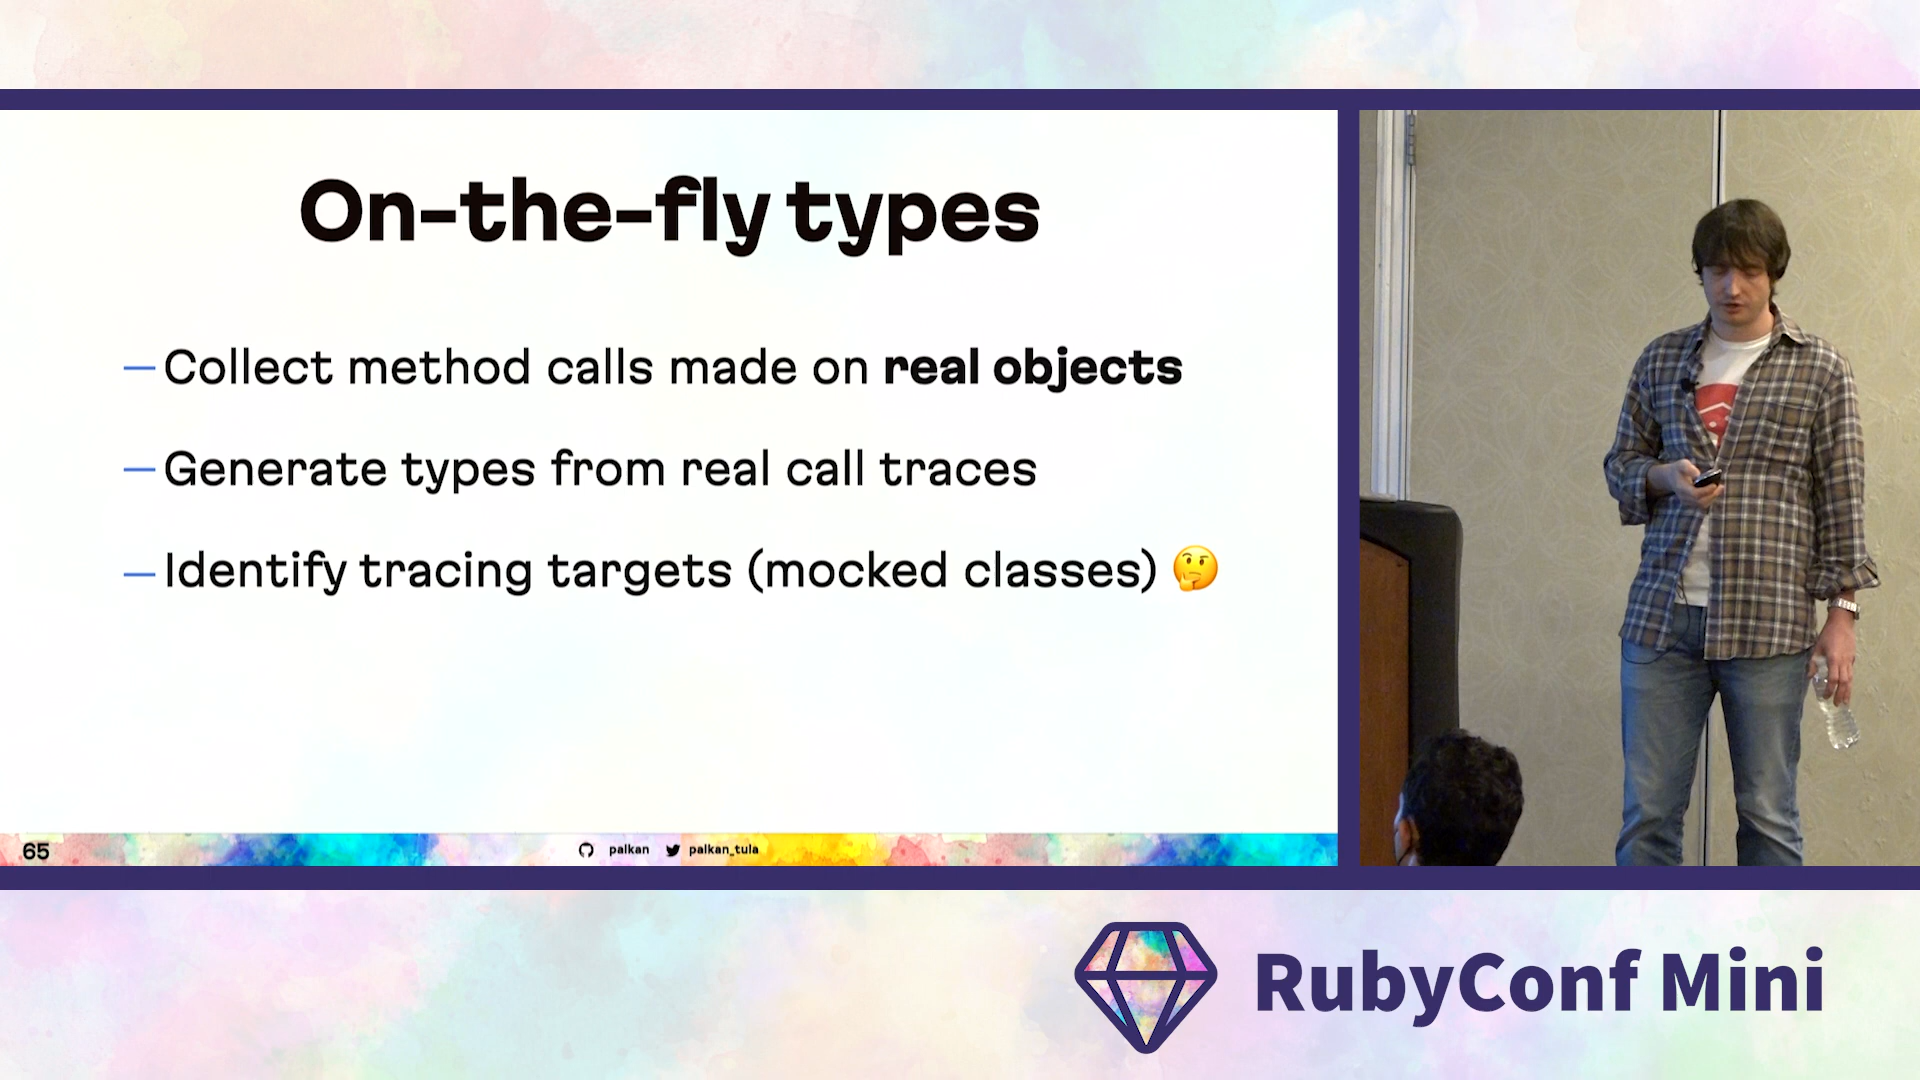 On-the-fly types
— Collect method calls made on real objects
— Generate types from real call traces
— Identify tracing targets (mocked classes) 🤔
65
palkan palkan_tula
RubyConf Mini